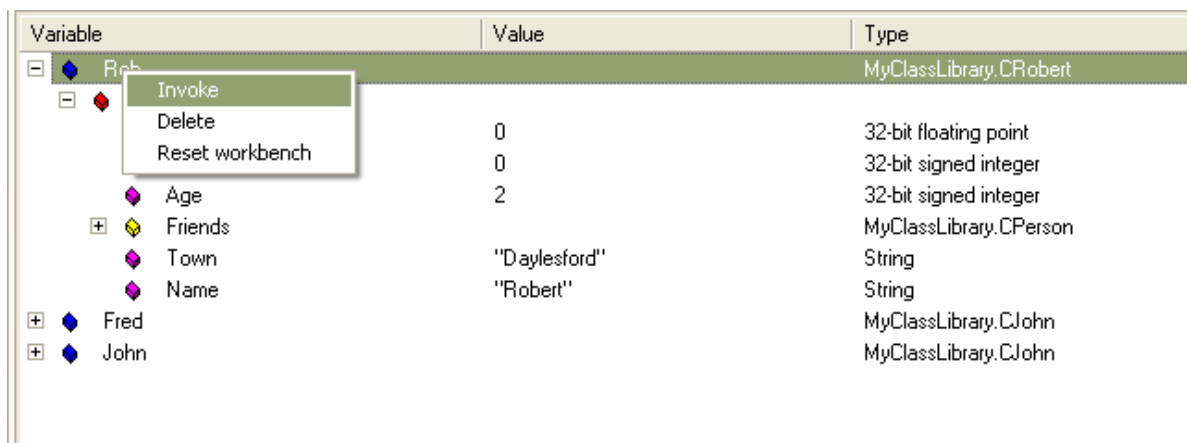 Variable Value Type
Rob MyClassLibrary.CRobert
Invoke
Delete 0 32-bit floating point
Reset workbench 0 32-bit signed integer
Age 2 32-bit signed integer
Friends MyClassLibrary.CPerson
Town "Daylesford" String
Name "Robert" String
Fred MyClassLibrary.CJohn
John MyClassLibrary.CJohn